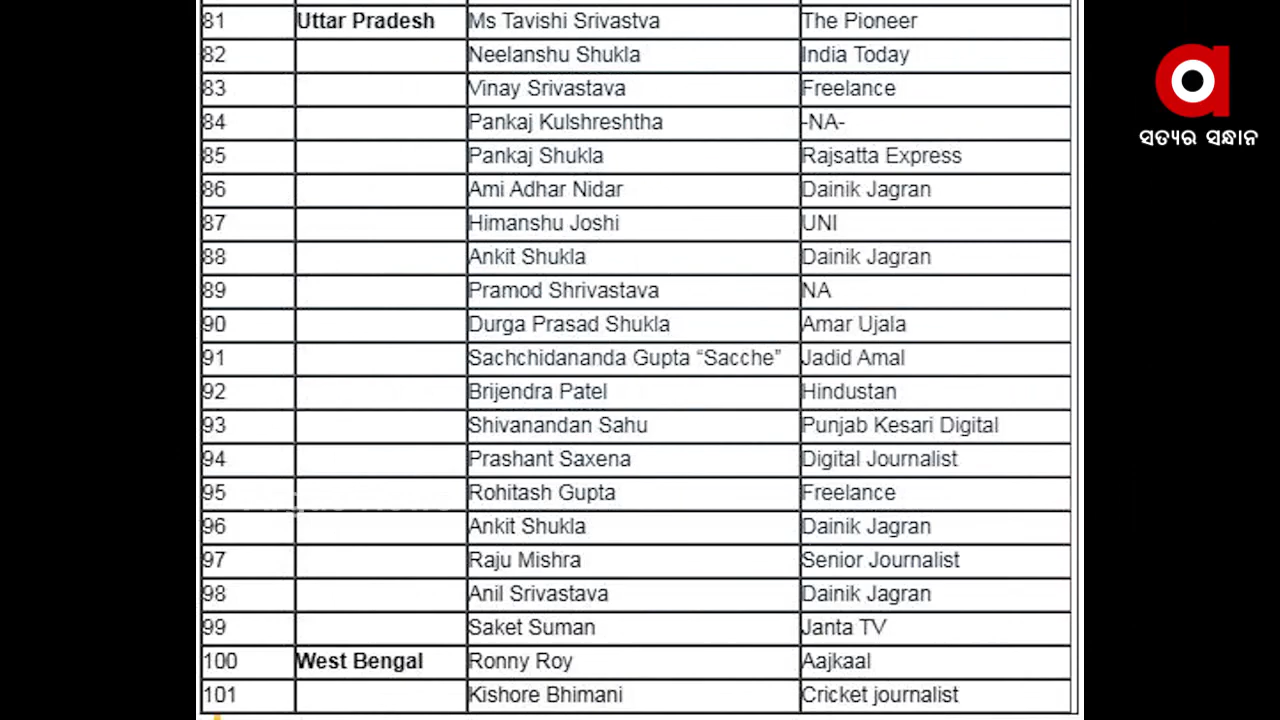 81 Uttar Pradesh Ms Tavishi Srivastva The Pioneer
82 Neelanshu Shukla India Today
83 Vinay Srivastava Freelance
84 Pankaj Kulshreshtha -NA-
85 Pankaj Shukla Rajsatta Express
86 Ami Adhar Nidar Dainik Jagran
87 Himanshu Joshi UNI
88 Ankit Shukla Dainik Jagran
89 Pramod Shrivastava NA
90 Durga Prasad Shukla Amar Ujala
91 Sachchidananda Gupta “Sacche” Jadid Amal
92 Brijendra Patel Hindustan
93 Shivanandan Sahu Punjab Kesari Digital
94 Prashant Saxena Digital Journalist
95 Rohitash Gupta Freelance
96 Ankit Shukla Dainik Jagran
97 Raju Mishra Senior Journalist
98 Anil Srivastava Dainik Jagran
99 Saket Suman Janta TV
100 West Bengal Ronny Roy Aajkaal
101 Kishore Bhimani Cricket journalist
a
ସତ୍ୟର ସନ୍ଧାନ